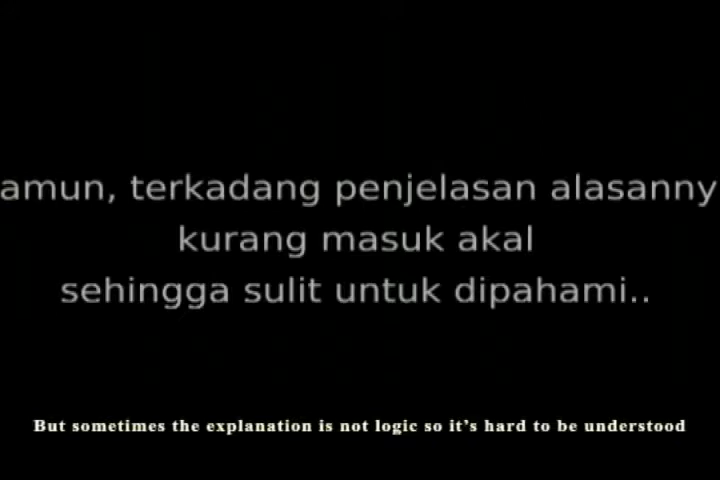 amun, terkadang penjelasan alasanny
kurang masuk akal
sehingga sulit untuk dipahami..
But sometimes the explanation is not logic so it's hard to be understood